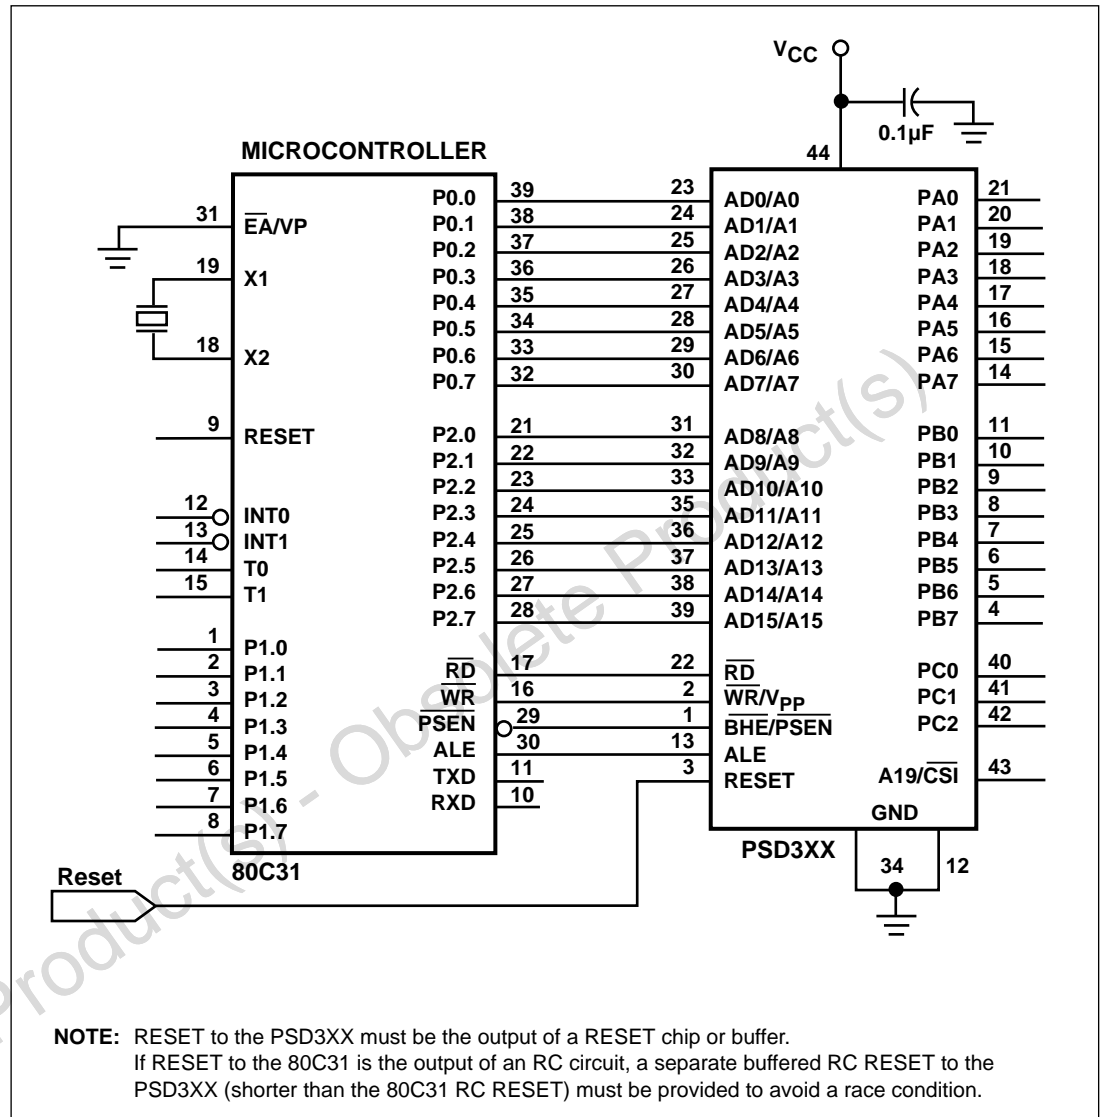 VCC
0.1µF
44
MICROCONTROLLER
31 EA/VP
19 X1
18 X2
9 RESET
12 INT0
13 INT1
14 T0
15 T1
1 P1.0
2 P1.1
3 P1.2
4 P1.3
5 P1.4
6 P1.5
7 P1.6
8 P1.7
P0.0 39
P0.1 38
P0.2 37
P0.3 36
P0.4 35
P0.5 34
P0.6 33
P0.7 32
P2.0 21
P2.1 22
P2.2 23
P2.3 24
P2.4 25
P2.5 26
P2.6 27
P2.7 28
RD 17
WR 16
PSEN 29
ALE 30
TXD 11
RXD 10
80C31
23 AD0/A0
24 AD1/A1
25 AD2/A2
26 AD3/A3
27 AD4/A4
28 AD5/A5
29 AD6/A6
30 AD7/A7
31 AD8/A8
32 AD9/A9
33 AD10/A10
35 AD11/A11
36 AD12/A12
37 AD13/A13
38 AD14/A14
39 AD15/A15
22 RD
2 WR/VPP
1 BHE/PSEN
13 ALE
3 RESET
PA0 21
PA1 20
PA2 19
PA3 18
PA4 17
PA5 16
PA6 15
PA7 14
PB0 11
PB1 10
PB2 9
PB3 8
PB4 7
PB5 6
PB6 5
PB7 4
PC0 40
PC1 41
PC2 42
A19/CSI 43
GND
PSD3XX
34 12
Reset
Product(s) - Obsolete Product(s)
NOTE: RESET to the PSD3XX must be the output of a RESET chip or buffer.
If RESET to the 80C31 is the output of an RC circuit, a separate buffered RC RESET to the
PSD3XX (shorter than the 80C31 RC RESET) must be provided to avoid a race condition.